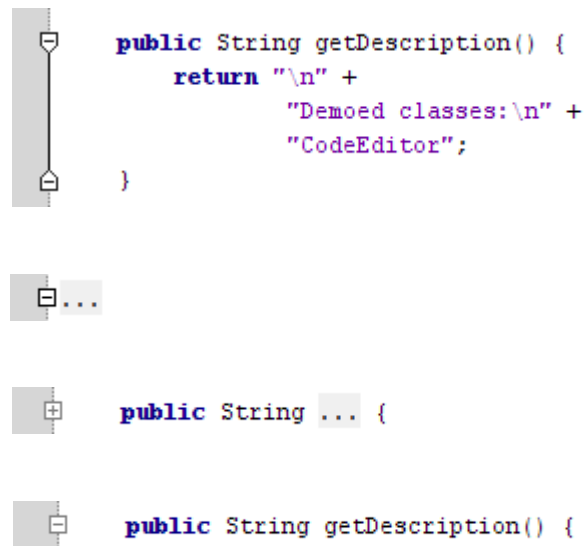 public String getDescription() {
return "\n" +
"Demoed classes:\n" +
"CodeEditor";
}
...
public String ... {
public String getDescription() {